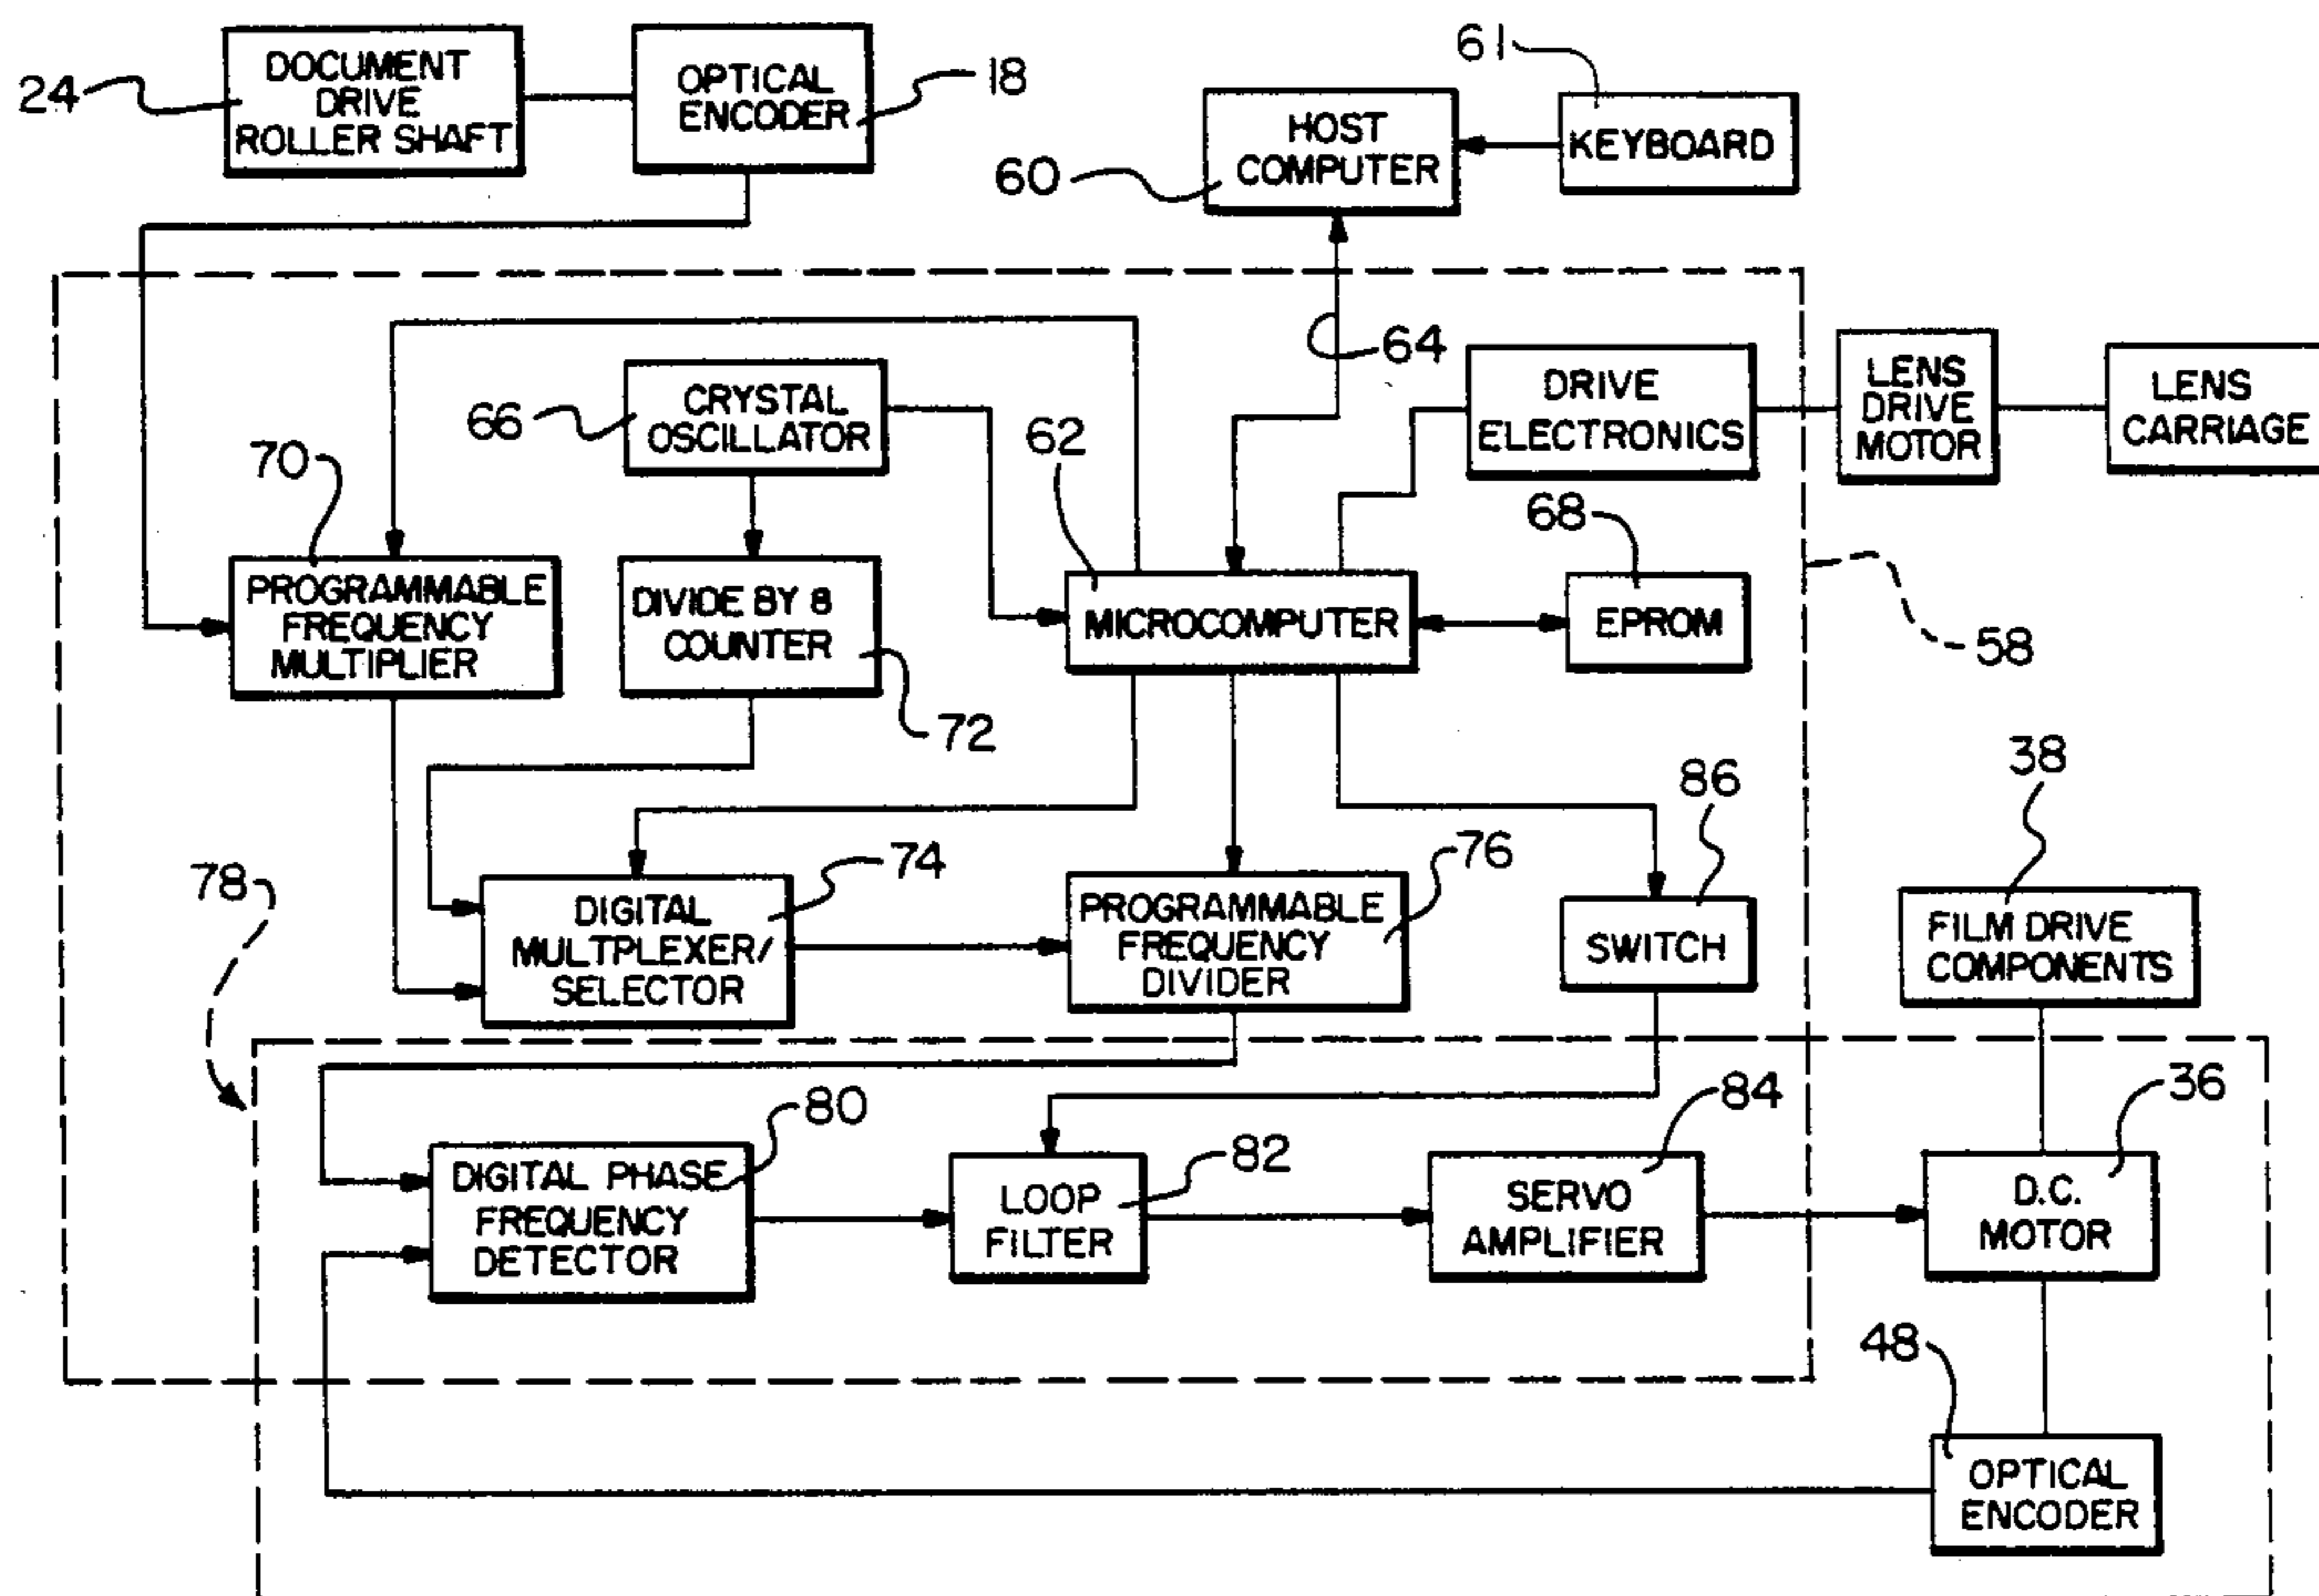 24
DOCUMENT
DRIVE
ROLLER SHAFT
OPTICAL
ENCODER
18
60
HOST
COMPUTER
61
KEYBOARD
64
66
CRYSTAL
OSCILLATOR
62
DRIVE
ELECTRONICS
LENS
DRIVE
MOTOR
LENS
CARRIAGE
70
PROGRAMMABLE
FREQUENCY
MULTIPLIER
DIVIDE BY 8
COUNTER
72
MICROCOMPUTER
68
EPROM
58
78
74
DIGITAL
MULTPLEXER/
SELECTOR
76
PROGRAMMABLE
FREQUENCY
DIVIDER
86
SWITCH
38
FILM DRIVE
COMPONENTS
80
DIGITAL PHASE
FREQUENCY
DETECTOR
82
LOOP
FILTER
84
SERVO
AMPLIFIER
36
D.C.
MOTOR
48
OPTICAL
ENCODER